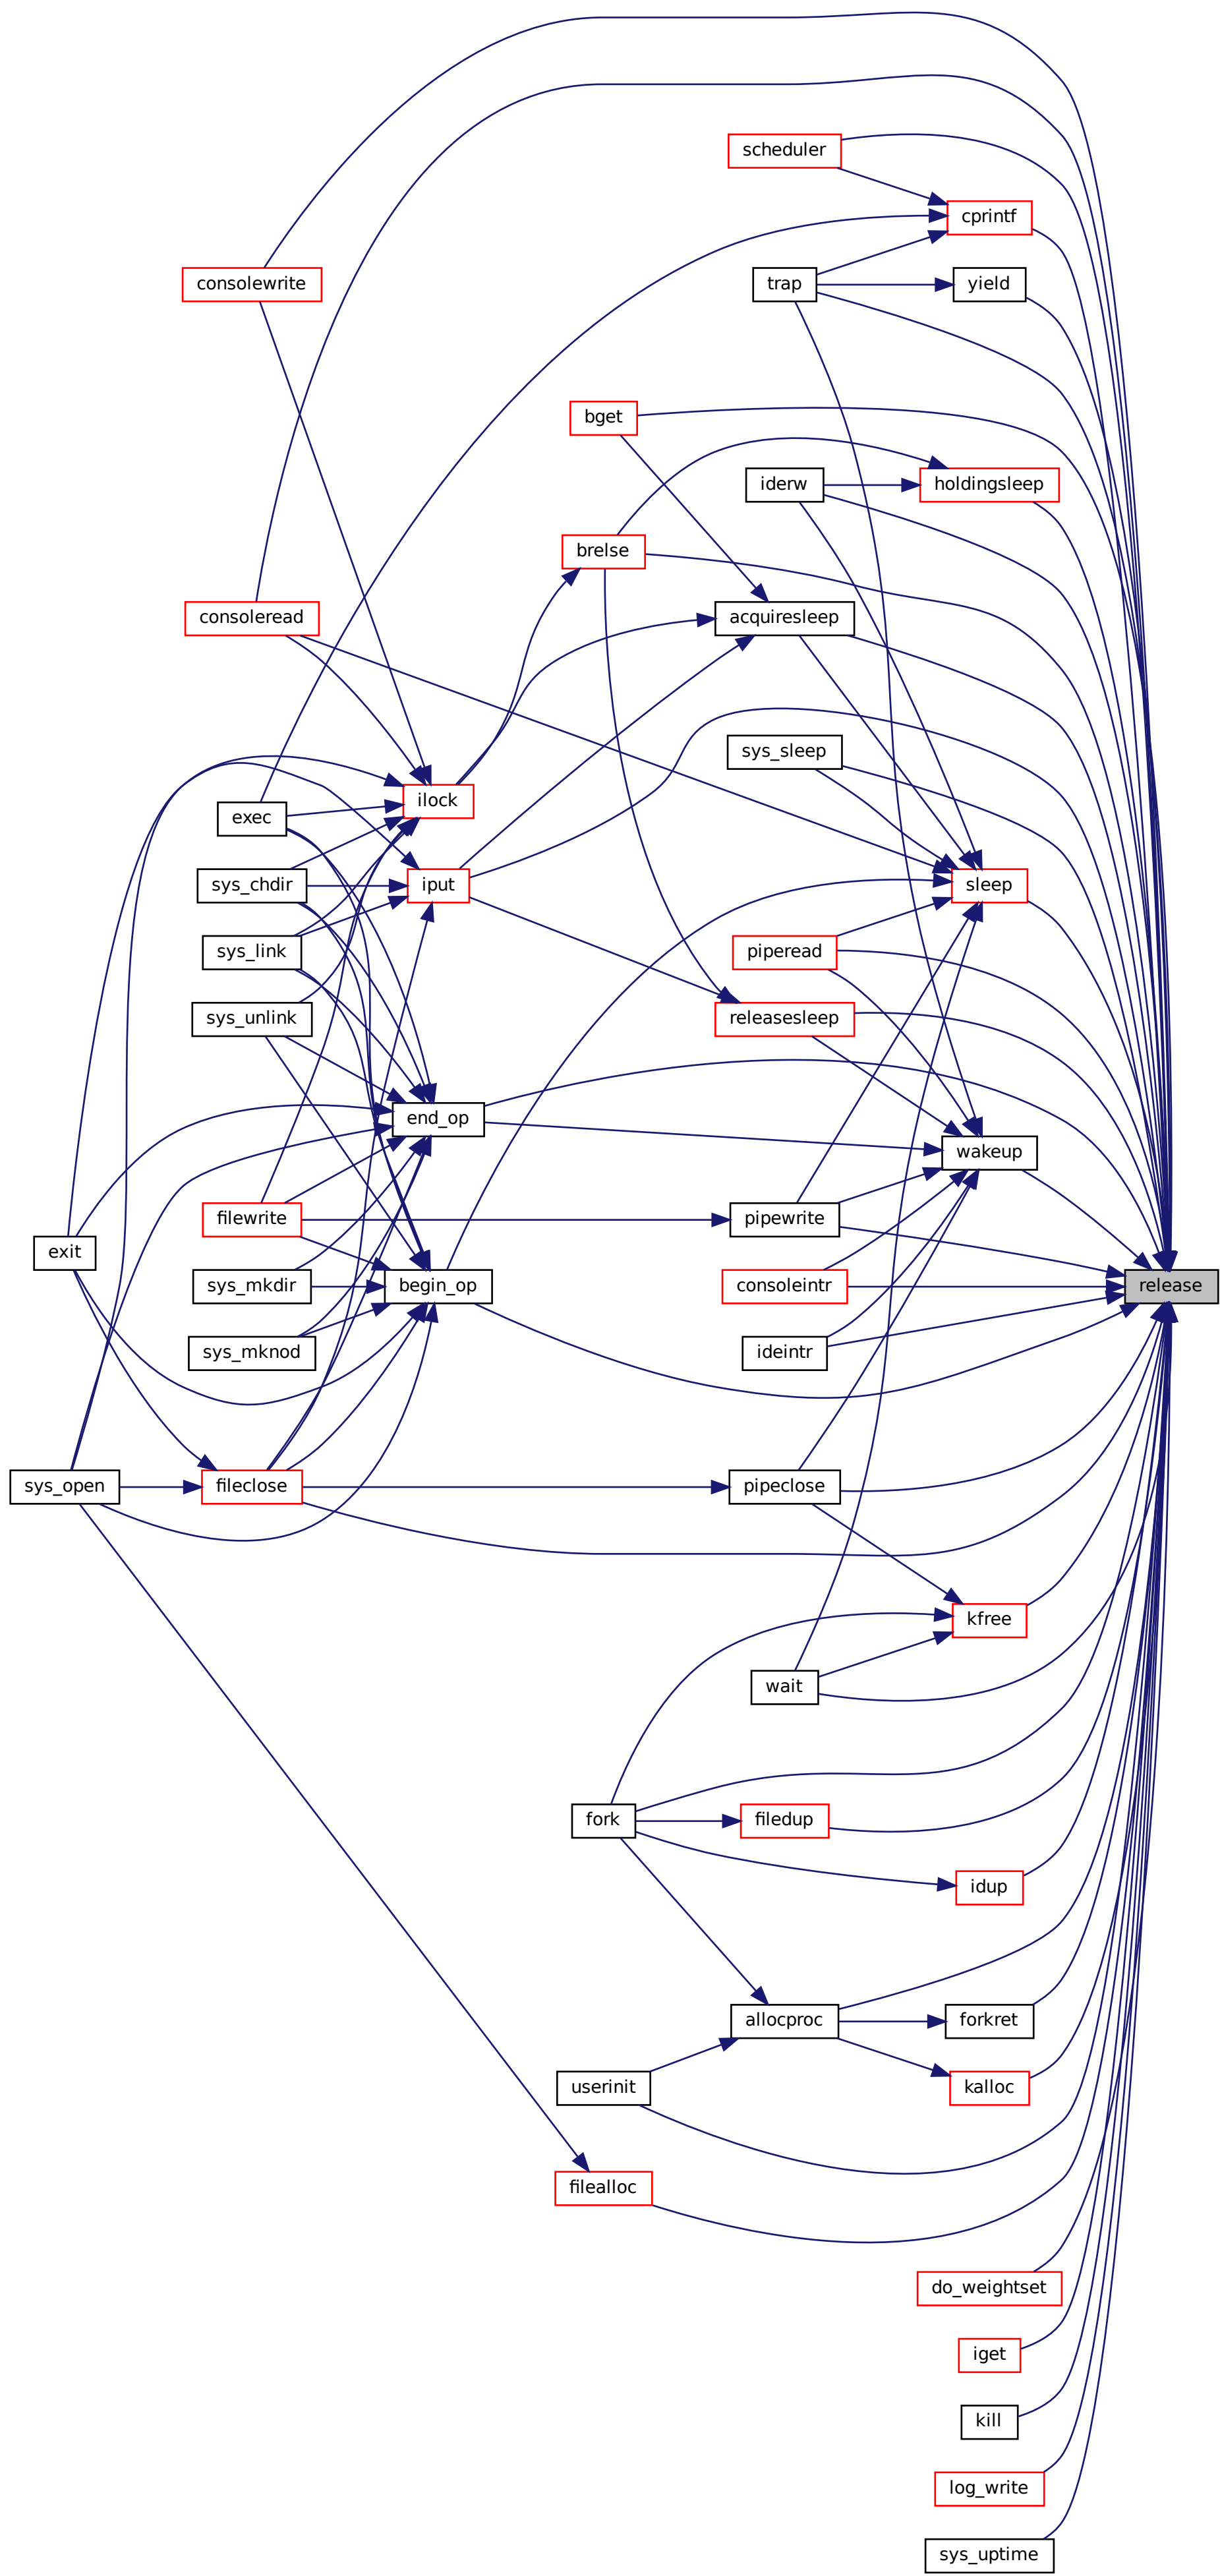 scheduler
cprintf
consolewrite
trap
yield
bget
iderw
holdingsleep
brelse
consoleread
acquiresleep
sys_sleep
ilock
exec
sys_chdir
iput
sleep
sys_link
piperead
sys_unlink
releasesleep
end_op
wakeup
filewrite
pipewrite
exit
sys_mkdir
begin_op
consoleintr
release
sys_mknod
ideintr
sys_open
fileclose
pipeclose
kfree
wait
fork
filedup
idup
allocproc
forkret
userinit
kalloc
filealloc
do_weightset
iget
kill
log_write
sys_uptime